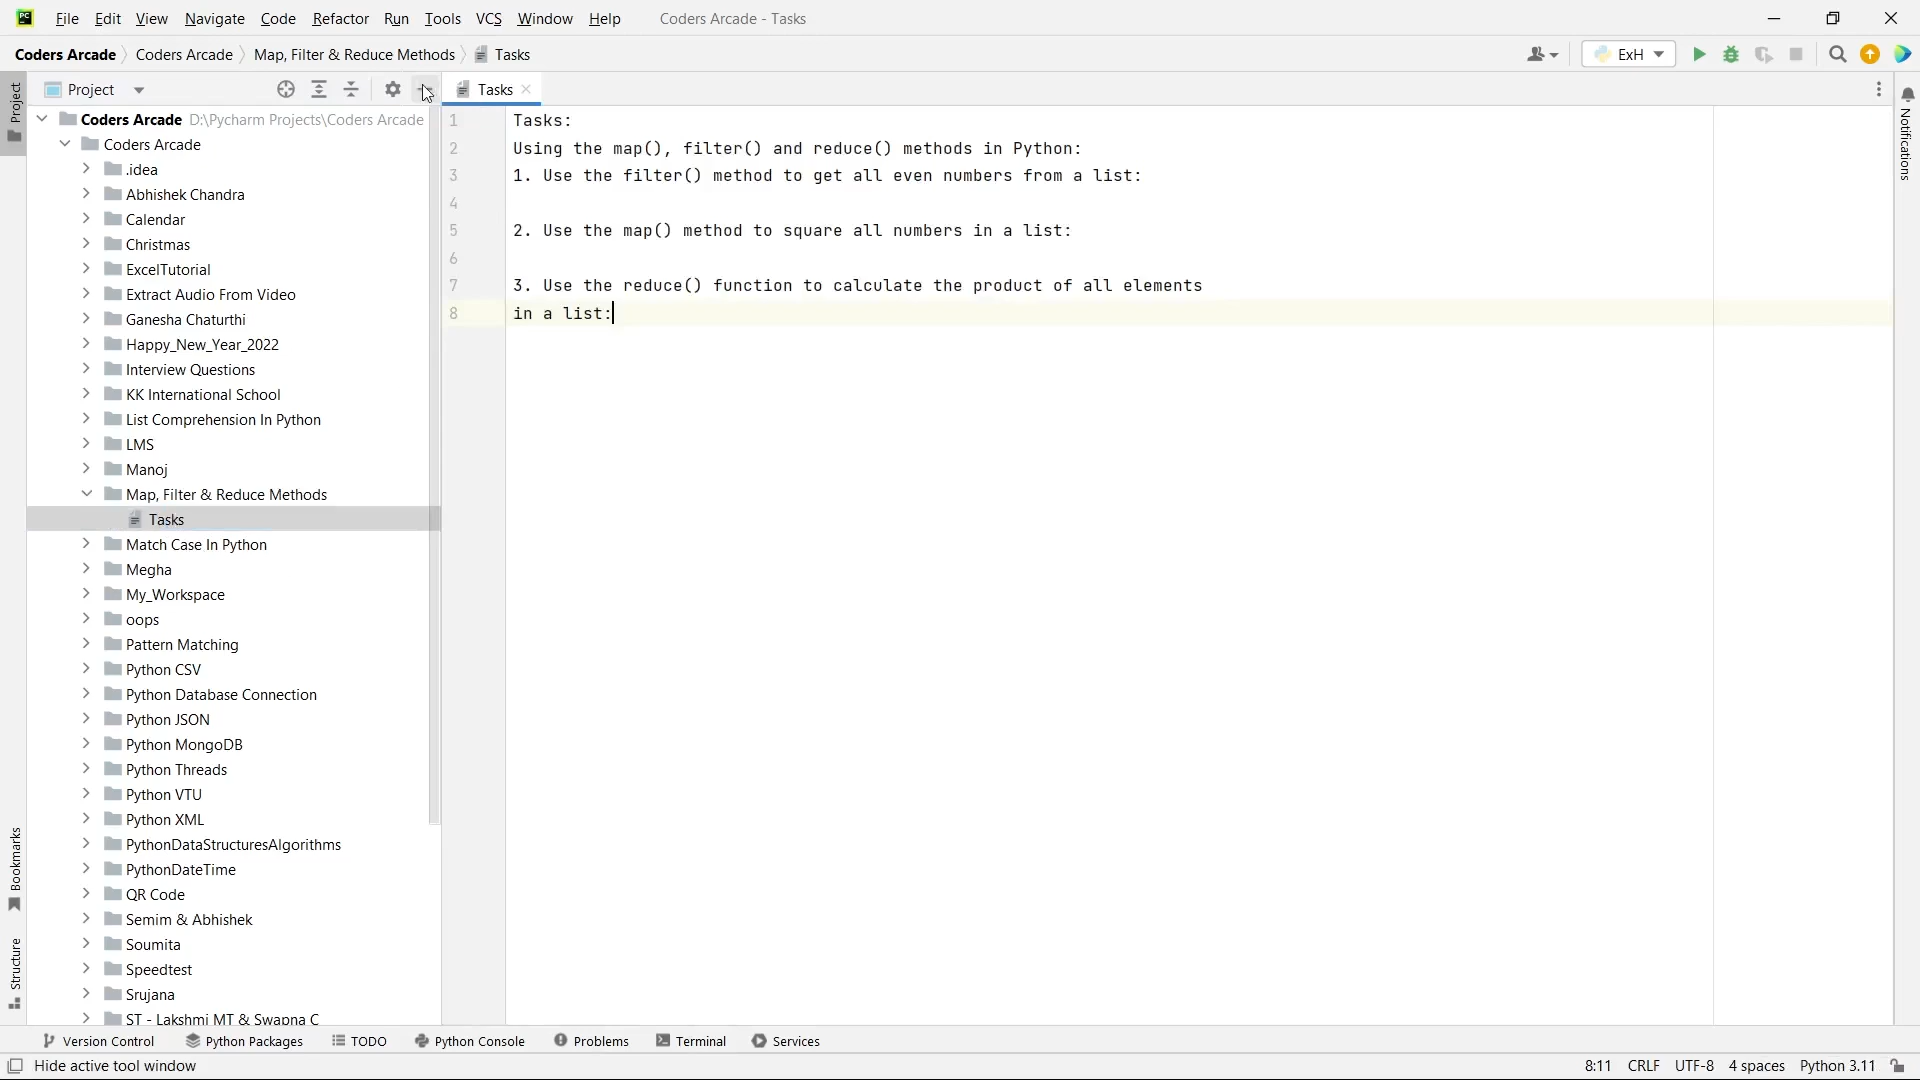 PC File Edit View Navigate Code Refactor Run Tools VCS Window Help Coders Arcade - Tasks
Coders Arcade Coders Arcade Map, Filter & Reduce Methods Tasks ExH
Project
Project
Tasks
Coders Arcade D:\Pycharm Projects\Coders Arcade
Coders Arcade
.idea
Abhishek Chandra
Calendar
Christmas
ExcelTutorial
Extract Audio From Video
Ganesha Chaturthi
Happy_New_Year_2022
Interview Questions
KK International School
List Comprehension In Python
LMS
Manoj
Map, Filter & Reduce Methods
Tasks
Match Case In Python
Megha
My_Workspace
oops
Pattern Matching
Python CSV
Python Database Connection
Python JSON
Python MongoDB
Python Threads
Python VTU
Python XML
PythonDataStructuresAlgorithms
PythonDateTime
QR Code
Semim & Abhishek
Soumita
Speedtest
Srujana
ST - Lakshmi MT & Swapna C
1 Tasks:
2 Using the map(), filter() and reduce() methods in Python:
3 1. Use the filter() method to get all even numbers from a list:
4
5 2. Use the map() method to square all numbers in a list:
6
7 3. Use the reduce() function to calculate the product of all elements
8 in a list:
Notifications
Bookmarks
Structure
Version Control Python Packages TODO Python Console Problems Terminal Services
Hide active tool window 8:11 CRLF UTF-8 4 spaces Python 3.11